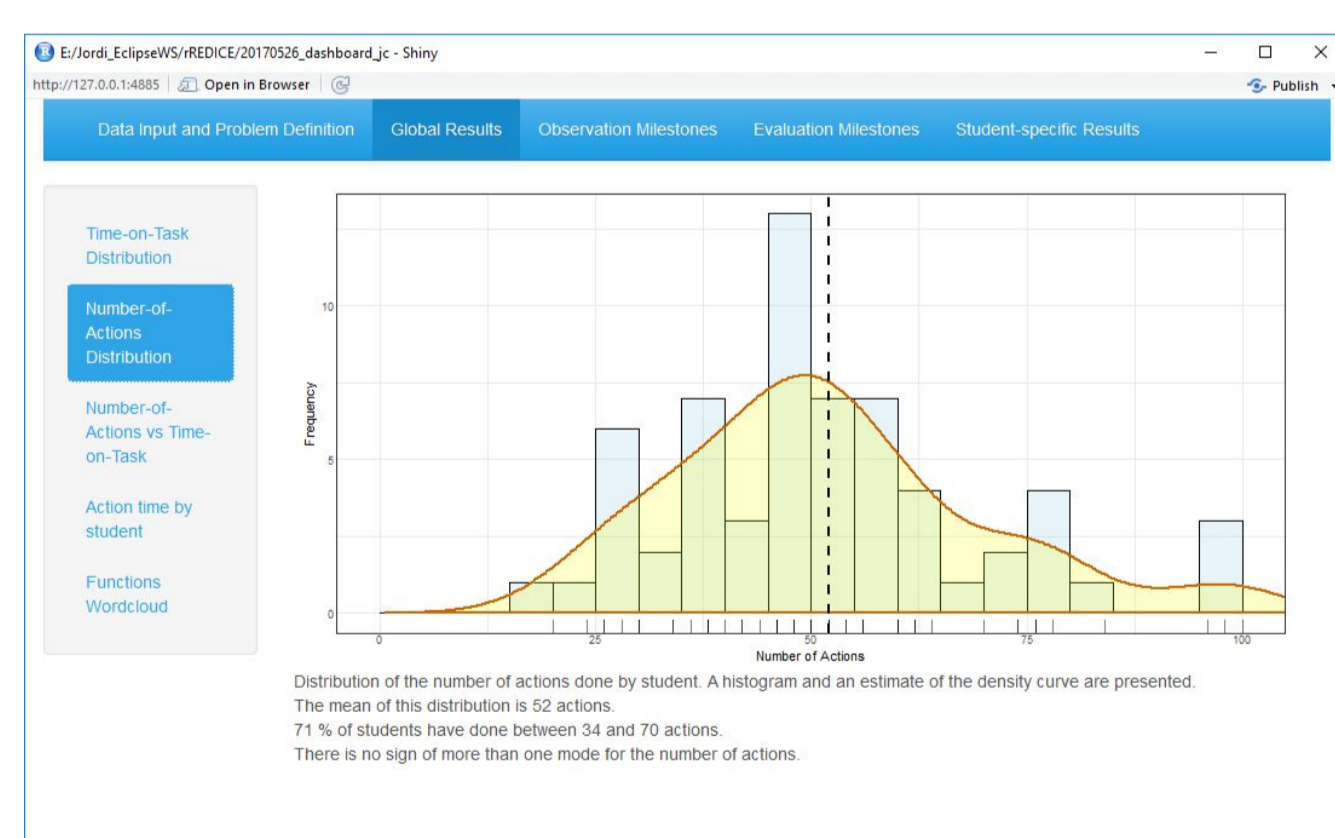 E:/Jordi_EclipseWS/rREDICE/20170526_dashboard_jc - Shiny
http://127.0.0.1:4885 Open in Browser Publish
Data Input and Problem Definition Global Results Observation Milestones Evaluation Milestones Student-specific Results
Time-on-Task
Distribution
Number-of-
Actions
Distribution
Number-of-
Actions vs Time-
on-Task
Action time by
student
Functions
Wordcloud
Frequency
10
5
0
0 25 50 75 100
Number of Actions
Distribution of the number of actions done by student. A histogram and an estimate of the density curve are presented.
The mean of this distribution is 52 actions.
71 % of students have done between 34 and 70 actions.
There is no sign of more than one mode for the number of actions.